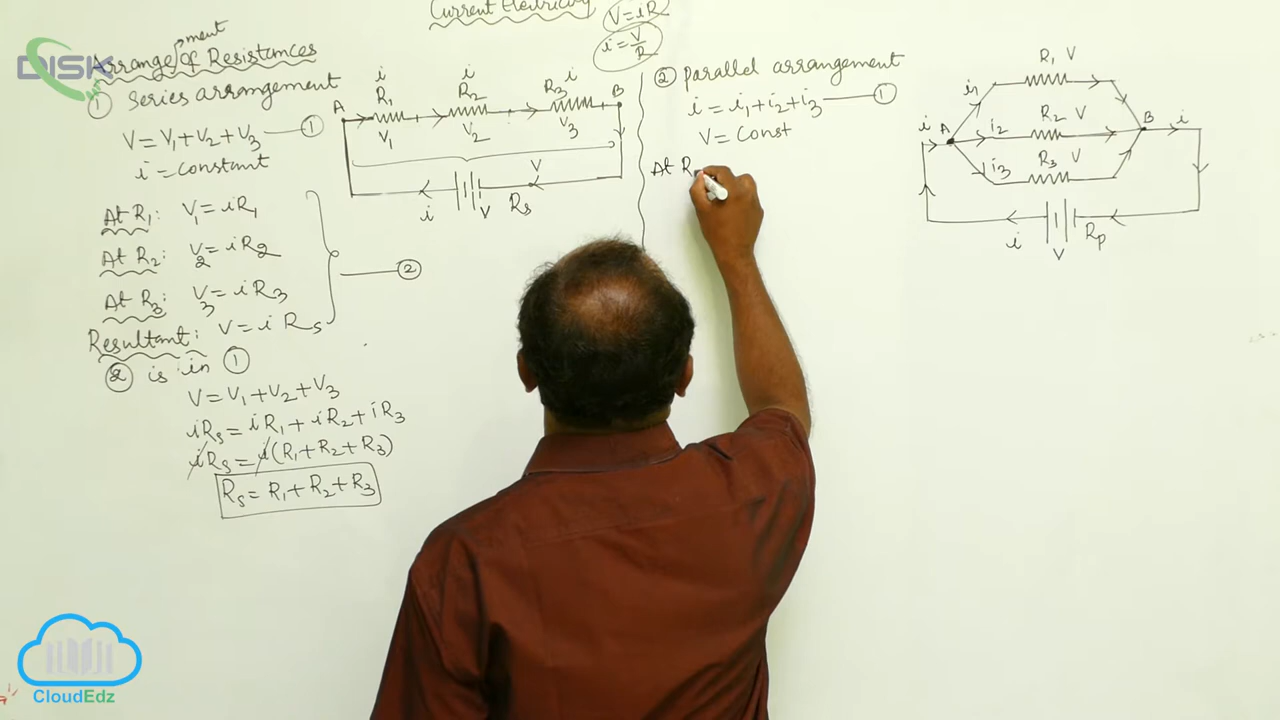 Current Electricity
V=iR
i=V/R
Arrangement of Resistances
DISK
① Series arrangement
V=V₁+V₂+V₃ — ①
i=constant
At R₁: V₁=iR₁
At R₂: V₂=iR₂
At R₃: V₃=iR₃
— ②
Resultant: V=iRₛ
② is in ①
V=V₁+V₂+V₃
iRₛ=iR₁+iR₂+iR₃
iRₛ=i(R₁+R₂+R₃)
Rₛ=R₁+R₂+R₃
i i i
A R₁ R₂ R₃ B
V₁ V₂ V₃
V
i V Rₛ
② parallel arrangement
i=i₁+i₂+i₃ — ①
V=Const
At R
R₁ V
i₁
i A i₂ R₂ V B i
i₃ R₃ V
i V Rₚ
CloudEdz